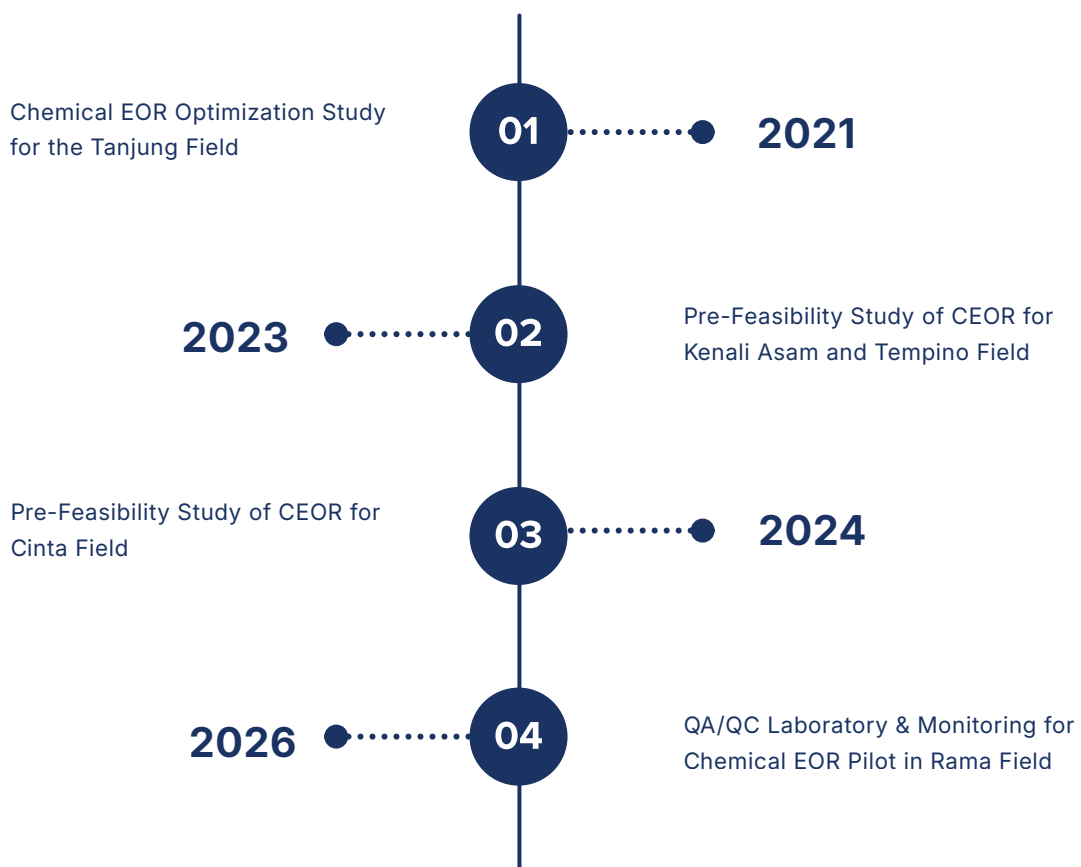 Chemical EOR Optimization Study
for the Tanjung Field
01
2021
2023
02
Pre-Feasibility Study of CEOR for
Kenali Asam and Tempino Field
Pre-Feasibility Study of CEOR for
Cinta Field
03
2024
2026
04
QA/QC Laboratory & Monitoring for
Chemical EOR Pilot in Rama Field